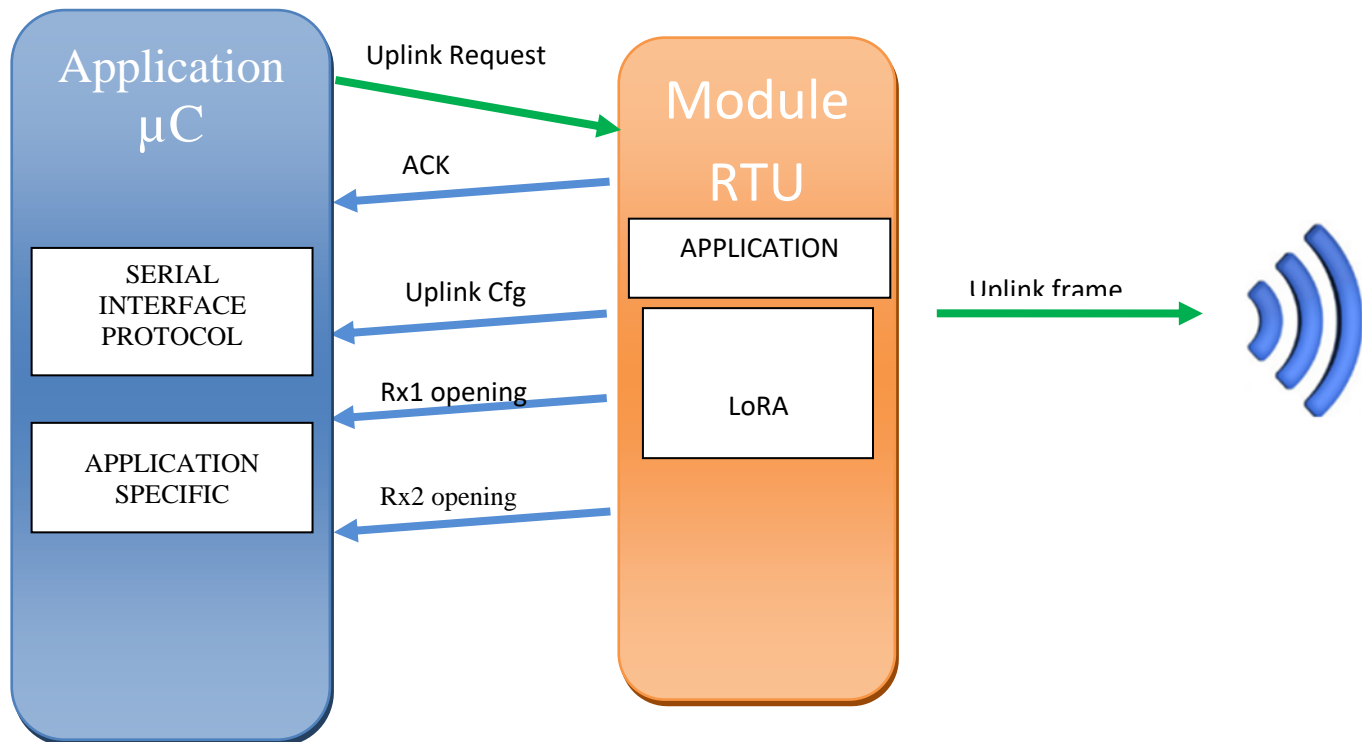 Application
µC
SERIAL
INTERFACE
PROTOCOL
APPLICATION
SPECIFIC
Uplink Request
ACK
Uplink Cfg
Rx1 opening
Rx2 opening
Module
RTU
APPLICATION
LoRA
Uplink frame